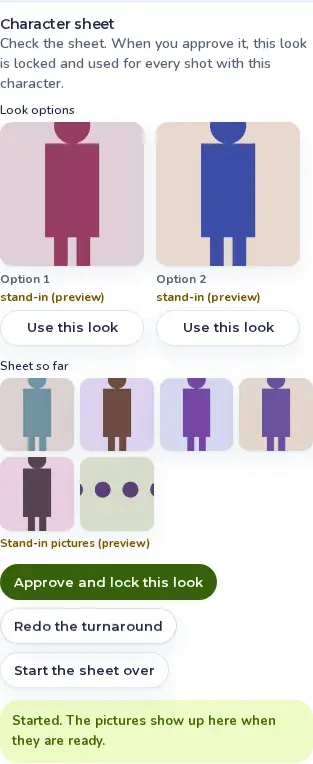 Character sheet
Check the sheet. When you approve it, this look
is locked and used for every shot with this
character.
Look options
Option 1
Option 2
stand-in (preview)
stand-in (preview)
Use this look
Use this look
Sheet so far
Stand-in pictures (preview)
Approve and lock this look
Redo the turnaround
Start the sheet over
Started. The pictures show up here when
they are ready.